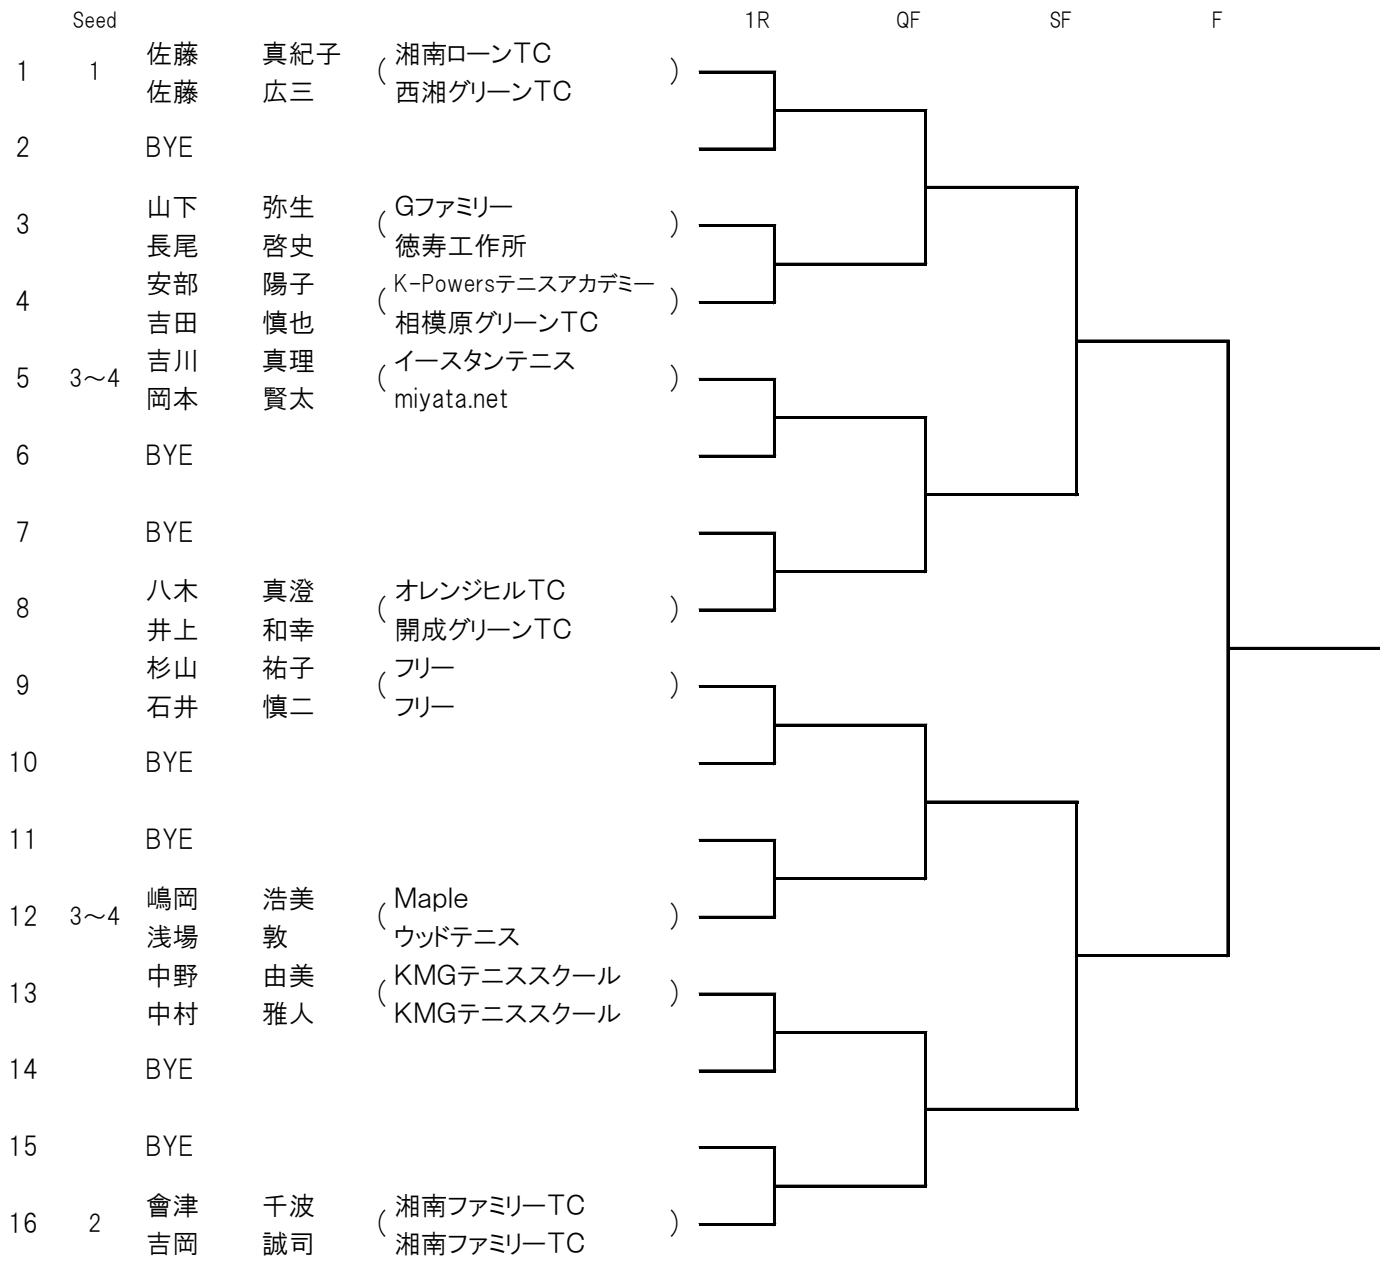 Seed 1R QF SF F
佐藤 真紀子 湘南ローンTC
1 1 ( )
佐藤 広三 西湘グリーンTC
2 BYE
山下 弥生 Gファミリー
3 ( )
長尾 啓史 徳寿工作所
安部 陽子 K-Powersテニスアカデミー
4 ( )
吉田 慎也 相模原グリーンTC
吉川 真理 イースタンテニス
5 3～4 ( )
岡本 賢太 miyata.net
6 BYE
7 BYE
八木 真澄 オレンジヒルTC
8 ( )
井上 和幸 開成グリーンTC
杉山 祐子 フリー
9 ( )
石井 慎二 フリー
10 BYE
11 BYE
嶋岡 浩美 Maple
12 3～4 ( )
浅場 敦 ウッドテニス
中野 由美 KMGテニススクール
13 ( )
中村 雅人 KMGテニススクール
14 BYE
15 BYE
會津 千波 湘南ファミリーTC
16 2 ( )
吉岡 誠司 湘南ファミリーTC